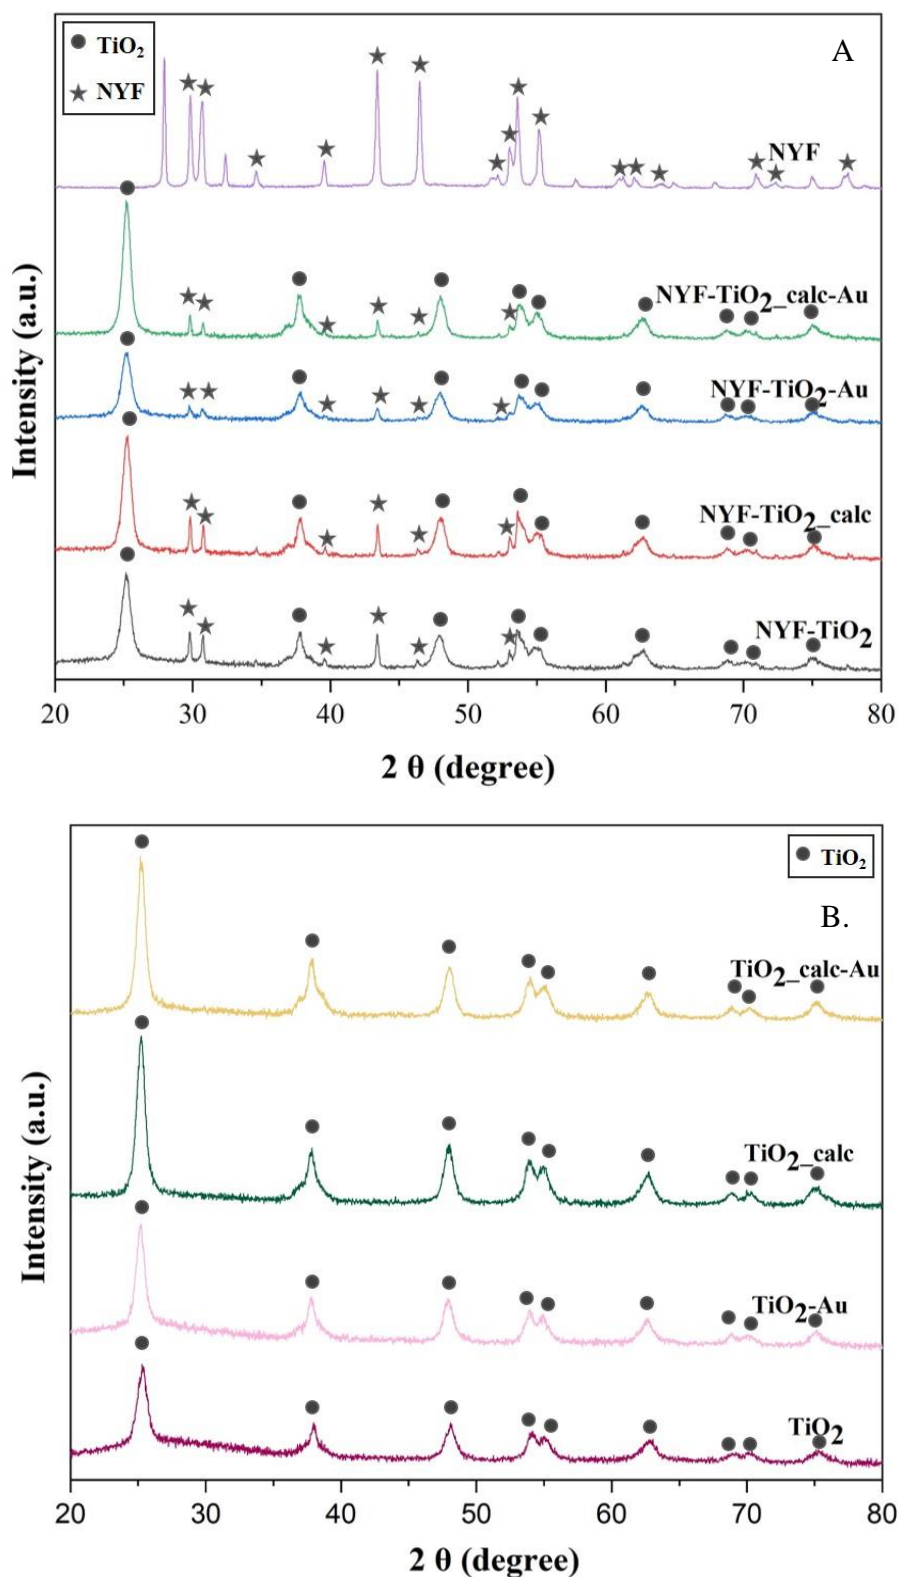 TiO₂
NYF
A
NYF
NYF-TiO₂_calc-Au
NYF-TiO₂-Au
NYF-TiO₂_calc
NYF-TiO₂
Intensity (a.u.)
20 30 40 50 60 70 80
2 θ (degree)
TiO₂
B.
TiO₂_calc-Au
TiO₂_calc
TiO₂-Au
TiO₂
Intensity (a.u.)
20 30 40 50 60 70 80
2 θ (degree)